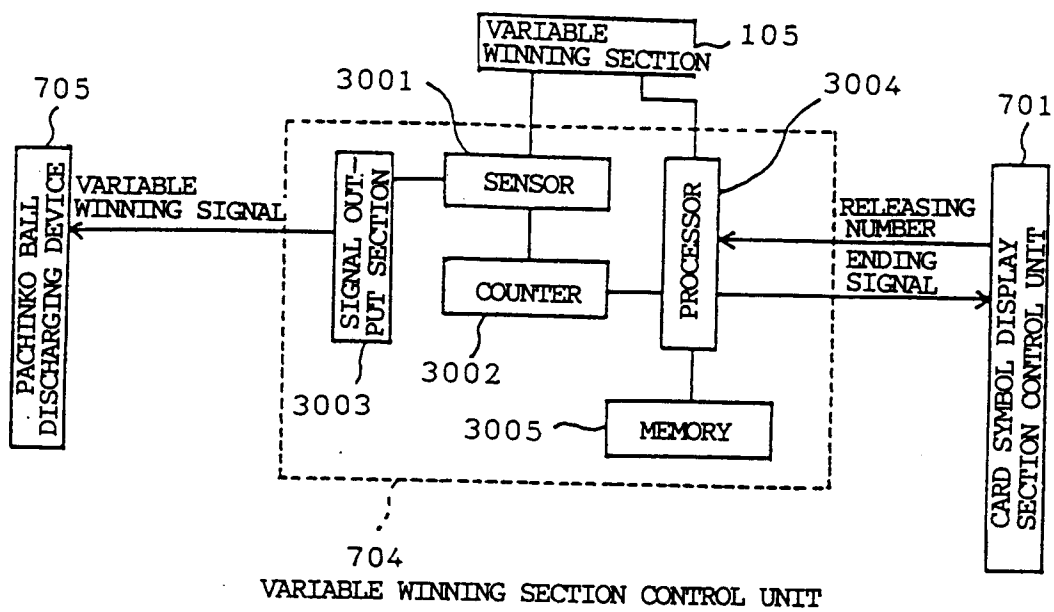 VARIABLE
WINNING SECTION
105
3001
3004
705
701
PACHINKO BALL
DISCHARGING DEVICE
VARIABLE
WINNING SIGNAL
SIGNAL OUT-
PUT SECTION
SENSOR
PROCESSOR
RELEASING
NUMBER
ENDING
SIGNAL
CARD SYMBOL DISPLAY
SECTION CONTROL UNIT
COUNTER
3002
3003
3005
MEMORY
704
VARIABLE WINNING SECTION CONTROL UNIT